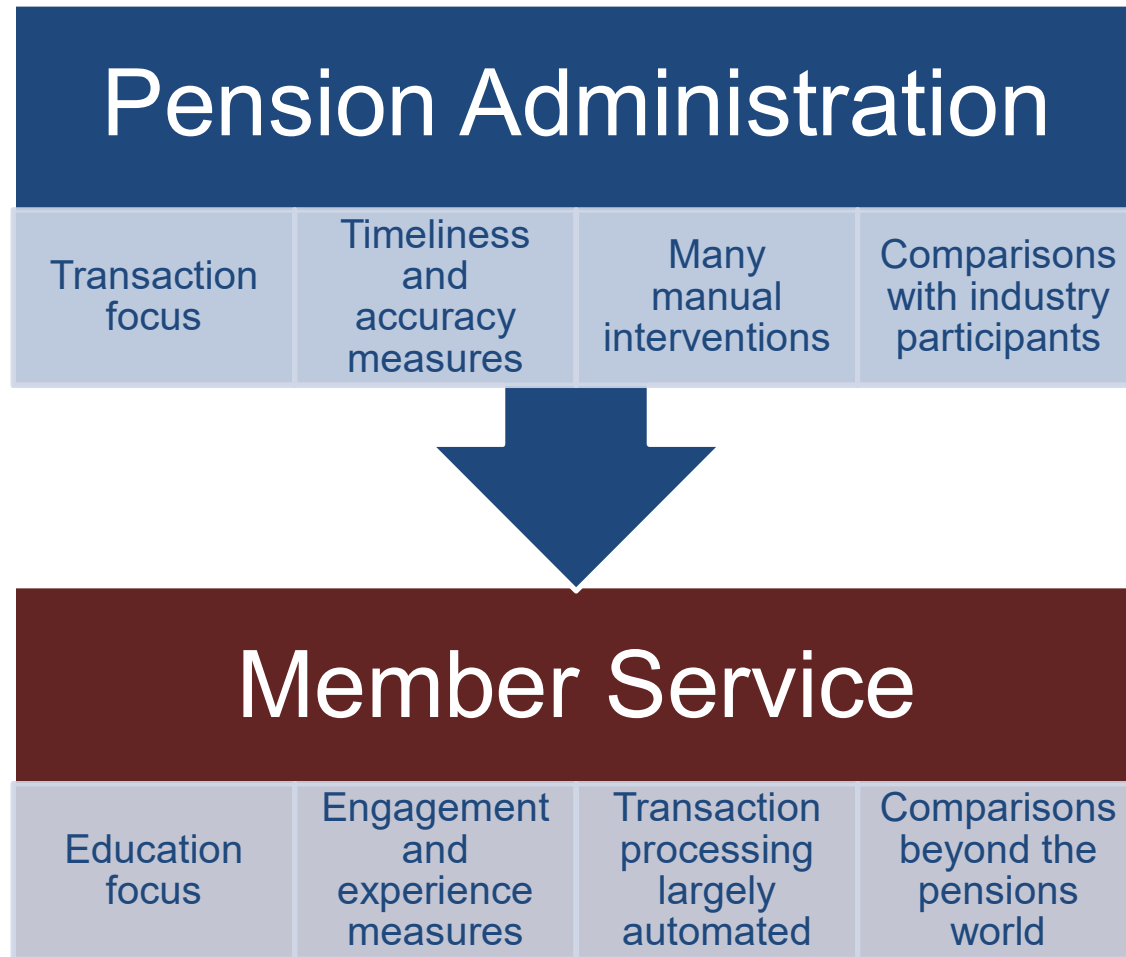 Pension Administration
Transaction
focus
Timeliness
and
accuracy
measures
Many
manual
interventions
Comparisons
with industry
participants
Member Service
Education
focus
Engagement
and
experience
measures
Transaction
processing
largely
automated
Comparisons
beyond the
pensions
world